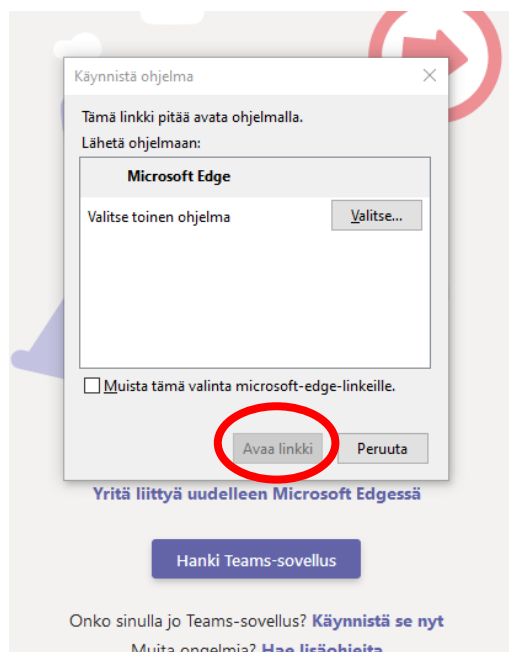 Käynnistä ohjelma
Tämä linkki pitää avata ohjelmalla.
Lähetä ohjelmaan:
Microsoft Edge
Valitse toinen ohjelma
Valitse...
Muista tämä valinta microsoft-edge-linkeille.
Avaa linkki
Peruuta
Yritä liittyä uudelleen Microsoft Edgessä
Hanki Teams-sovellus
Onko sinulla jo Teams-sovellus? Käynnistä se nyt
Muita ongelmia? Hae lisäohjeita